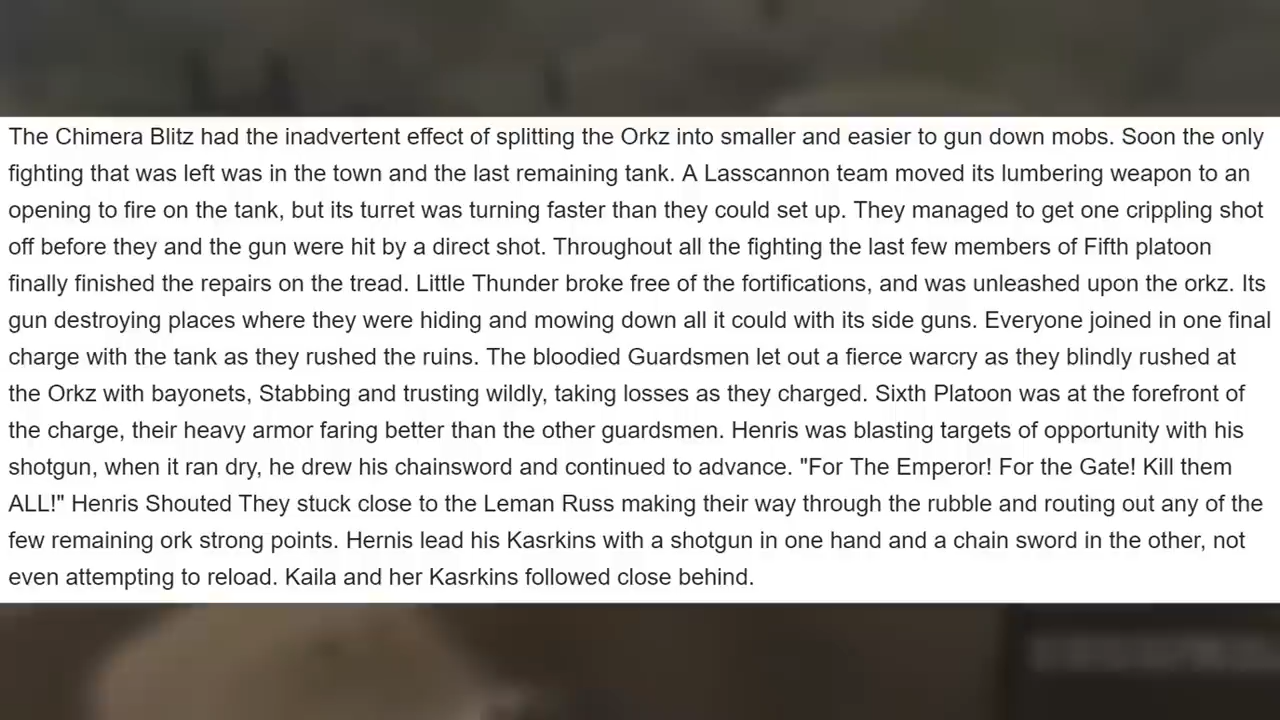 The Chimera Blitz had the inadvertent effect of splitting the Orkz into smaller and easier to gun down mobs. Soon the only
fighting that was left was in the town and the last remaining tank. A Lasscannon team moved its lumbering weapon to an
opening to fire on the tank, but its turret was turning faster than they could set up. They managed to get one crippling shot
off before they and the gun were hit by a direct shot. Throughout all the fighting the last few members of Fifth platoon
finally finished the repairs on the tread. Little Thunder broke free of the fortifications, and was unleashed upon the orkz. Its
gun destroying places where they were hiding and mowing down all it could with its side guns. Everyone joined in one final
charge with the tank as they rushed the ruins. The bloodied Guardsmen let out a fierce warcry as they blindly rushed at
the Orkz with bayonets, Stabbing and trusting wildly, taking losses as they charged. Sixth Platoon was at the forefront of
the charge, their heavy armor faring better than the other guardsmen. Henris was blasting targets of opportunity with his
shotgun, when it ran dry, he drew his chainsword and continued to advance. "For The Emperor! For the Gate! Kill them
ALL!" Henris Shouted They stuck close to the Leman Russ making their way through the rubble and routing out any of the
few remaining ork strong points. Hernis lead his Kasrkins with a shotgun in one hand and a chain sword in the other, not
even attempting to reload. Kaila and her Kasrkins followed close behind.